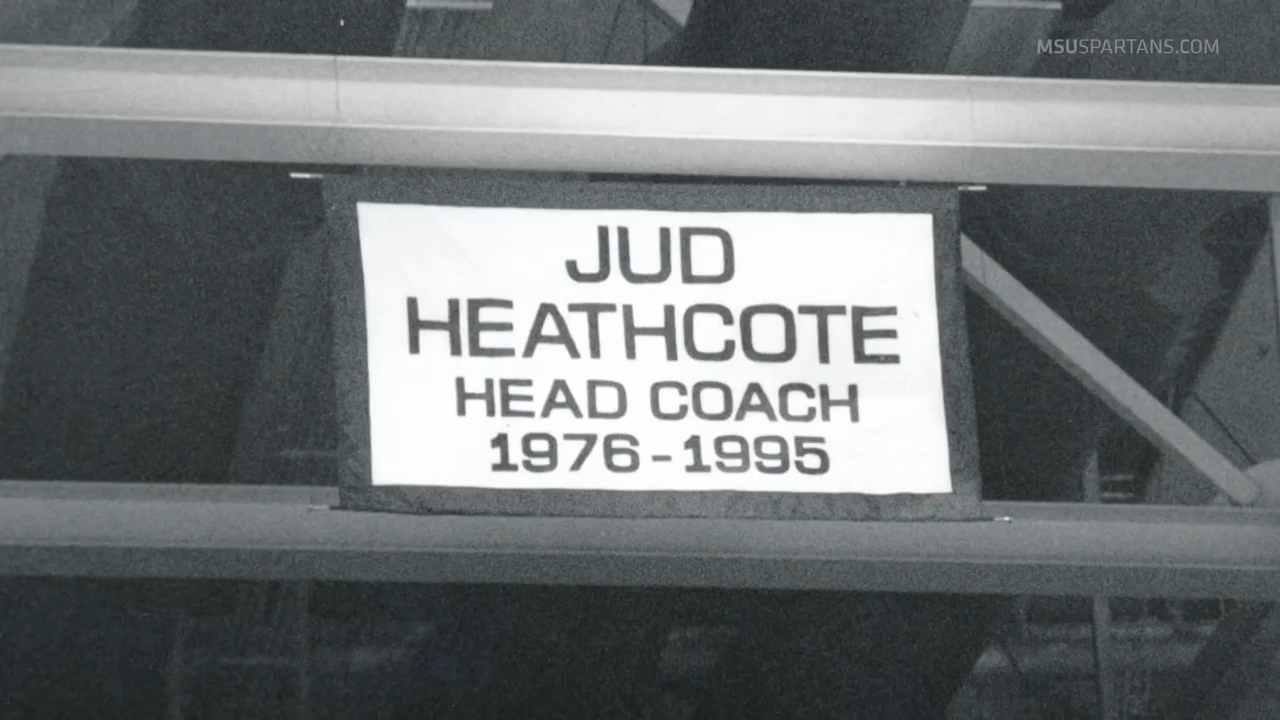 MSUSPARTANS.COM
JUD
HEATHCOTE
HEAD COACH
1976-1995